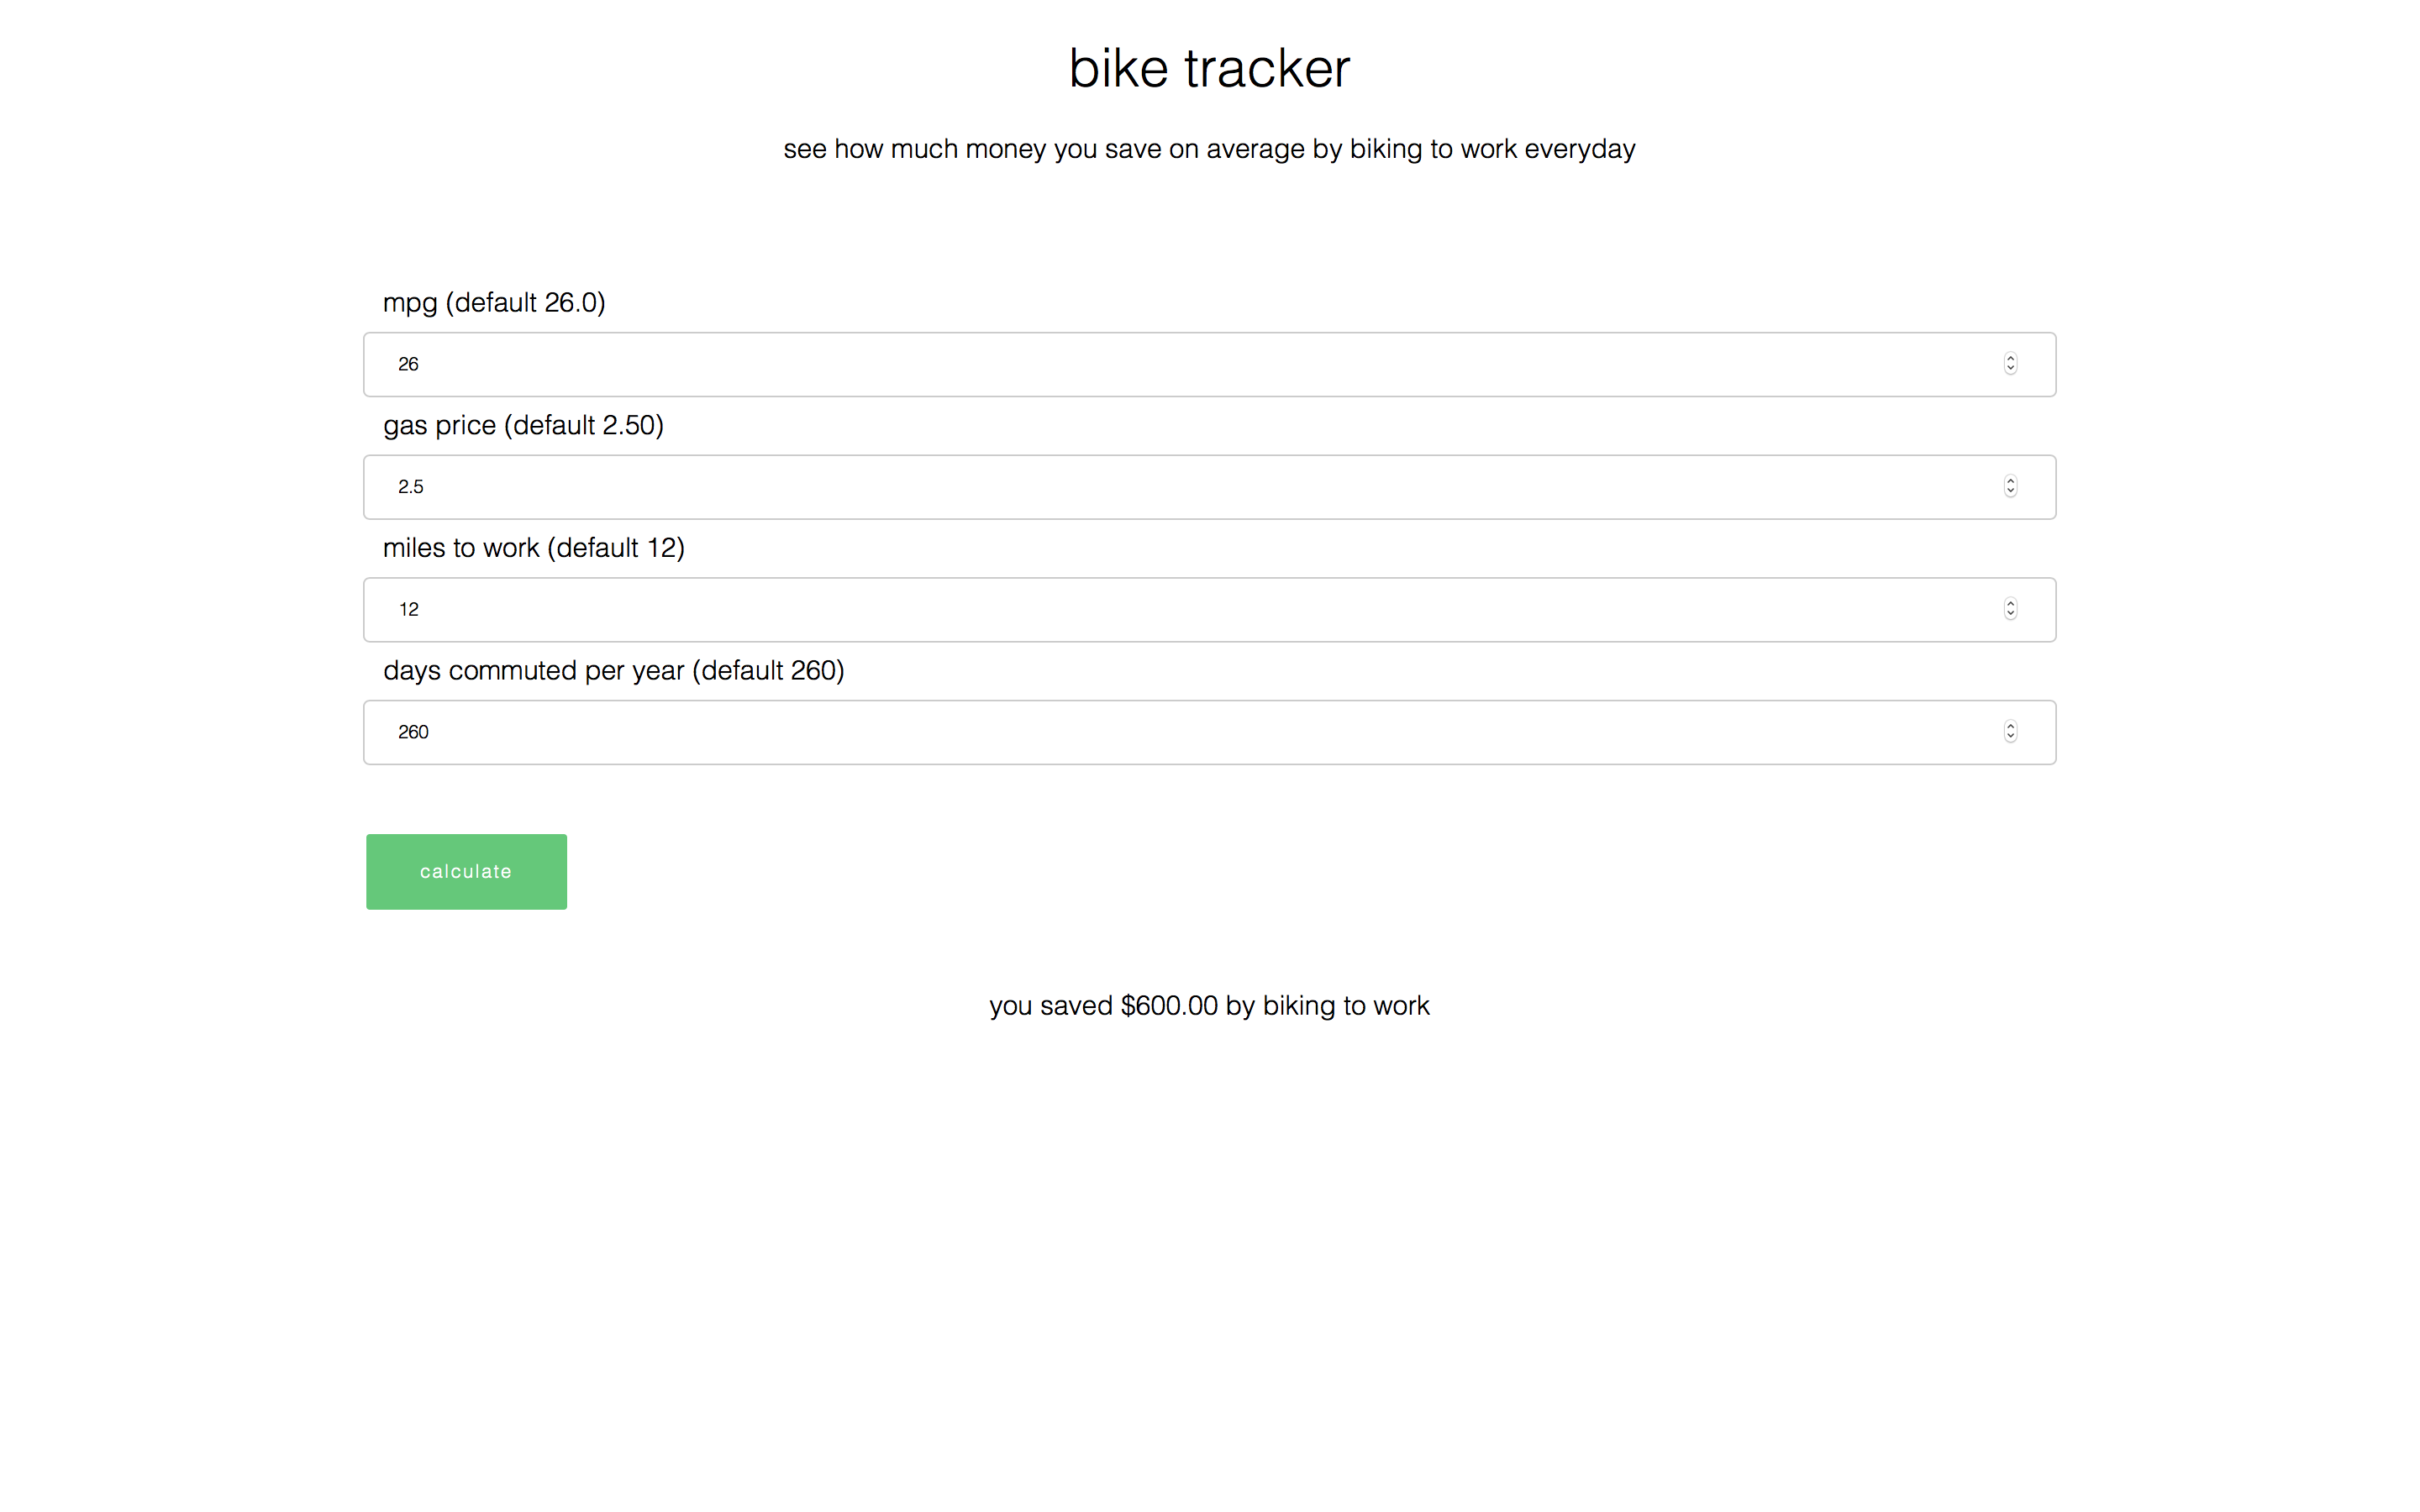 bike tracker
see how much money you save on average by biking to work everyday
mpg (default 26.0)
26
gas price (default 2.50)
2.5
miles to work (default 12)
12
days commuted per year (default 260)
260
calculate
you saved $600.00 by biking to work